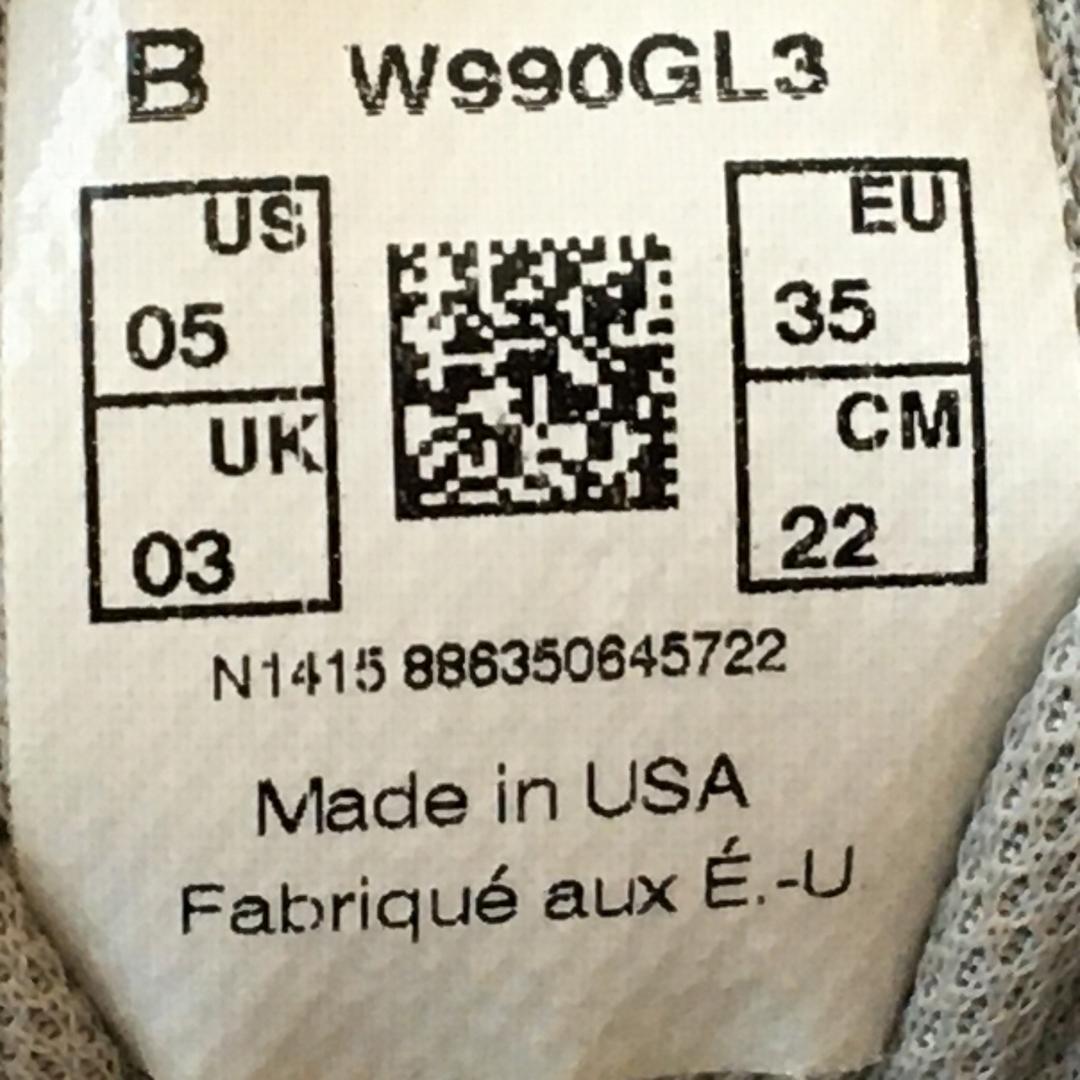 B W990GL3
US
05
UK
03
EU
35
CM
22
N1415 886350645722
Made in USA
Fabriqué aux É.-U